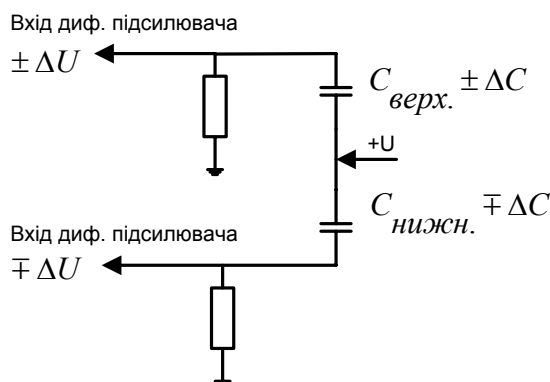 Вхід диф. підсилювача
± ΔU
C верх. ± ΔC
+U
C нижн. ∓ ΔC
Вхід диф. підсилювача
∓ ΔU